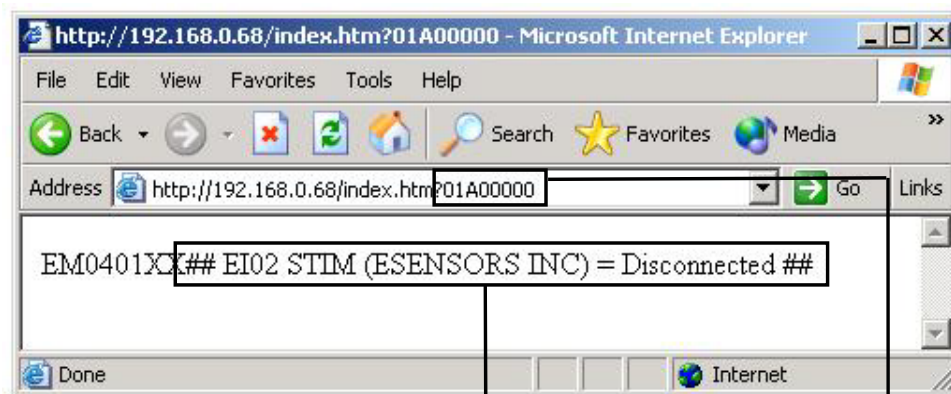 http://192.168.0.68/index.htm?01A00000 - Microsoft Internet Explorer
File Edit View Favorites Tools Help
Back Search Favorites Media »
Address http://192.168.0.68/index.htm?01A00000 Go Links
EM0401XX## EI02 STIM (ESENSORS INC) = Disconnected ##
Done Internet